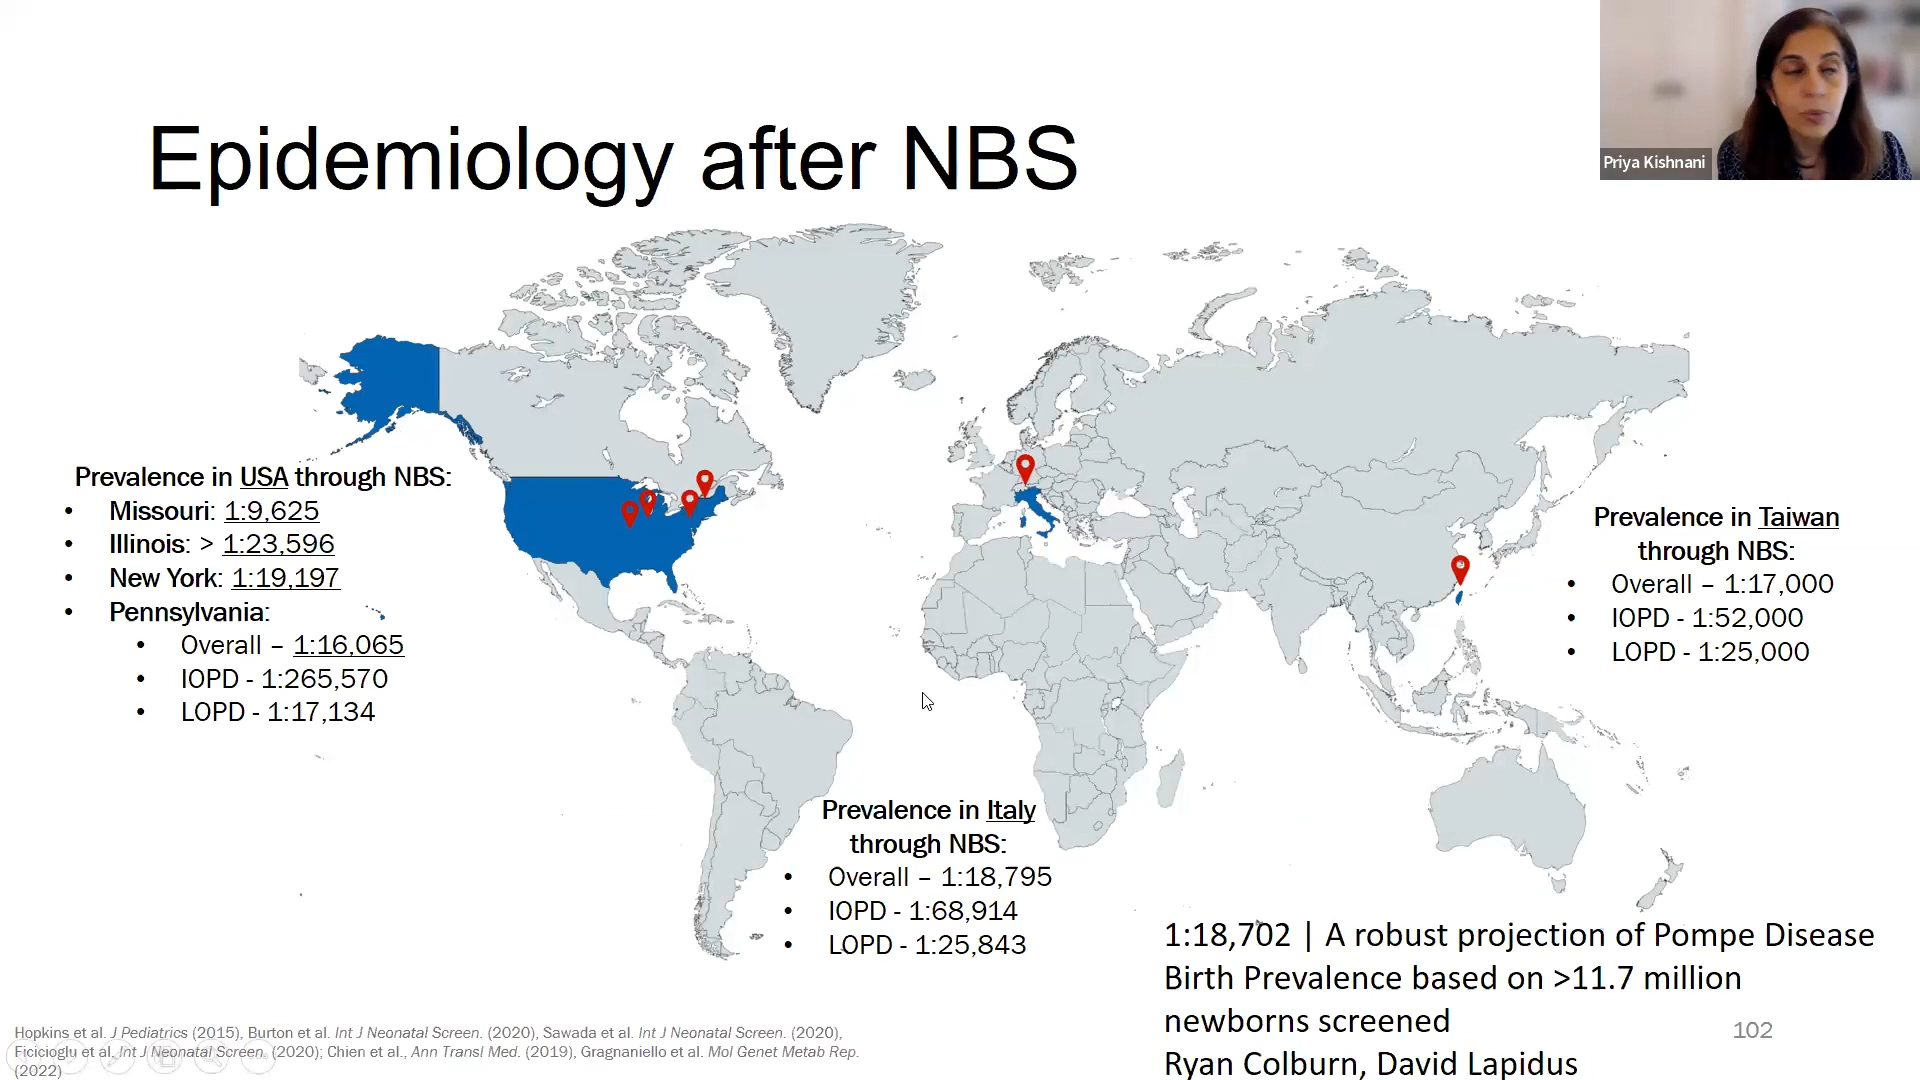 Epidemiology after NBS
Priya Kishnani
Prevalence in USA through NBS:
• Missouri: 1:9,625
• Illinois: > 1:23,596
• New York: 1:19,197
• Pennsylvania:
• Overall – 1:16,065
• IOPD - 1:265,570
• LOPD - 1:17,134
Prevalence in Taiwan
through NBS:
• Overall – 1:17,000
• IOPD - 1:52,000
• LOPD - 1:25,000
Prevalence in Italy
through NBS:
• Overall – 1:18,795
• IOPD - 1:68,914
• LOPD - 1:25,843
1:18,702 | A robust projection of Pompe Disease
Birth Prevalence based on >11.7 million
newborns screened
Ryan Colburn, David Lapidus
102
Hopkins et al. J Pediatrics (2015), Burton et al. Int J Neonatal Screen. (2020), Sawada et al. Int J Neonatal Screen. (2020),
Ficicioglu et al, Int J Neonatal Screen. (2020); Chien et al., Ann Transl Med. (2019), Gragnaniello et al. Mol Genet Metab Rep.
(2022)